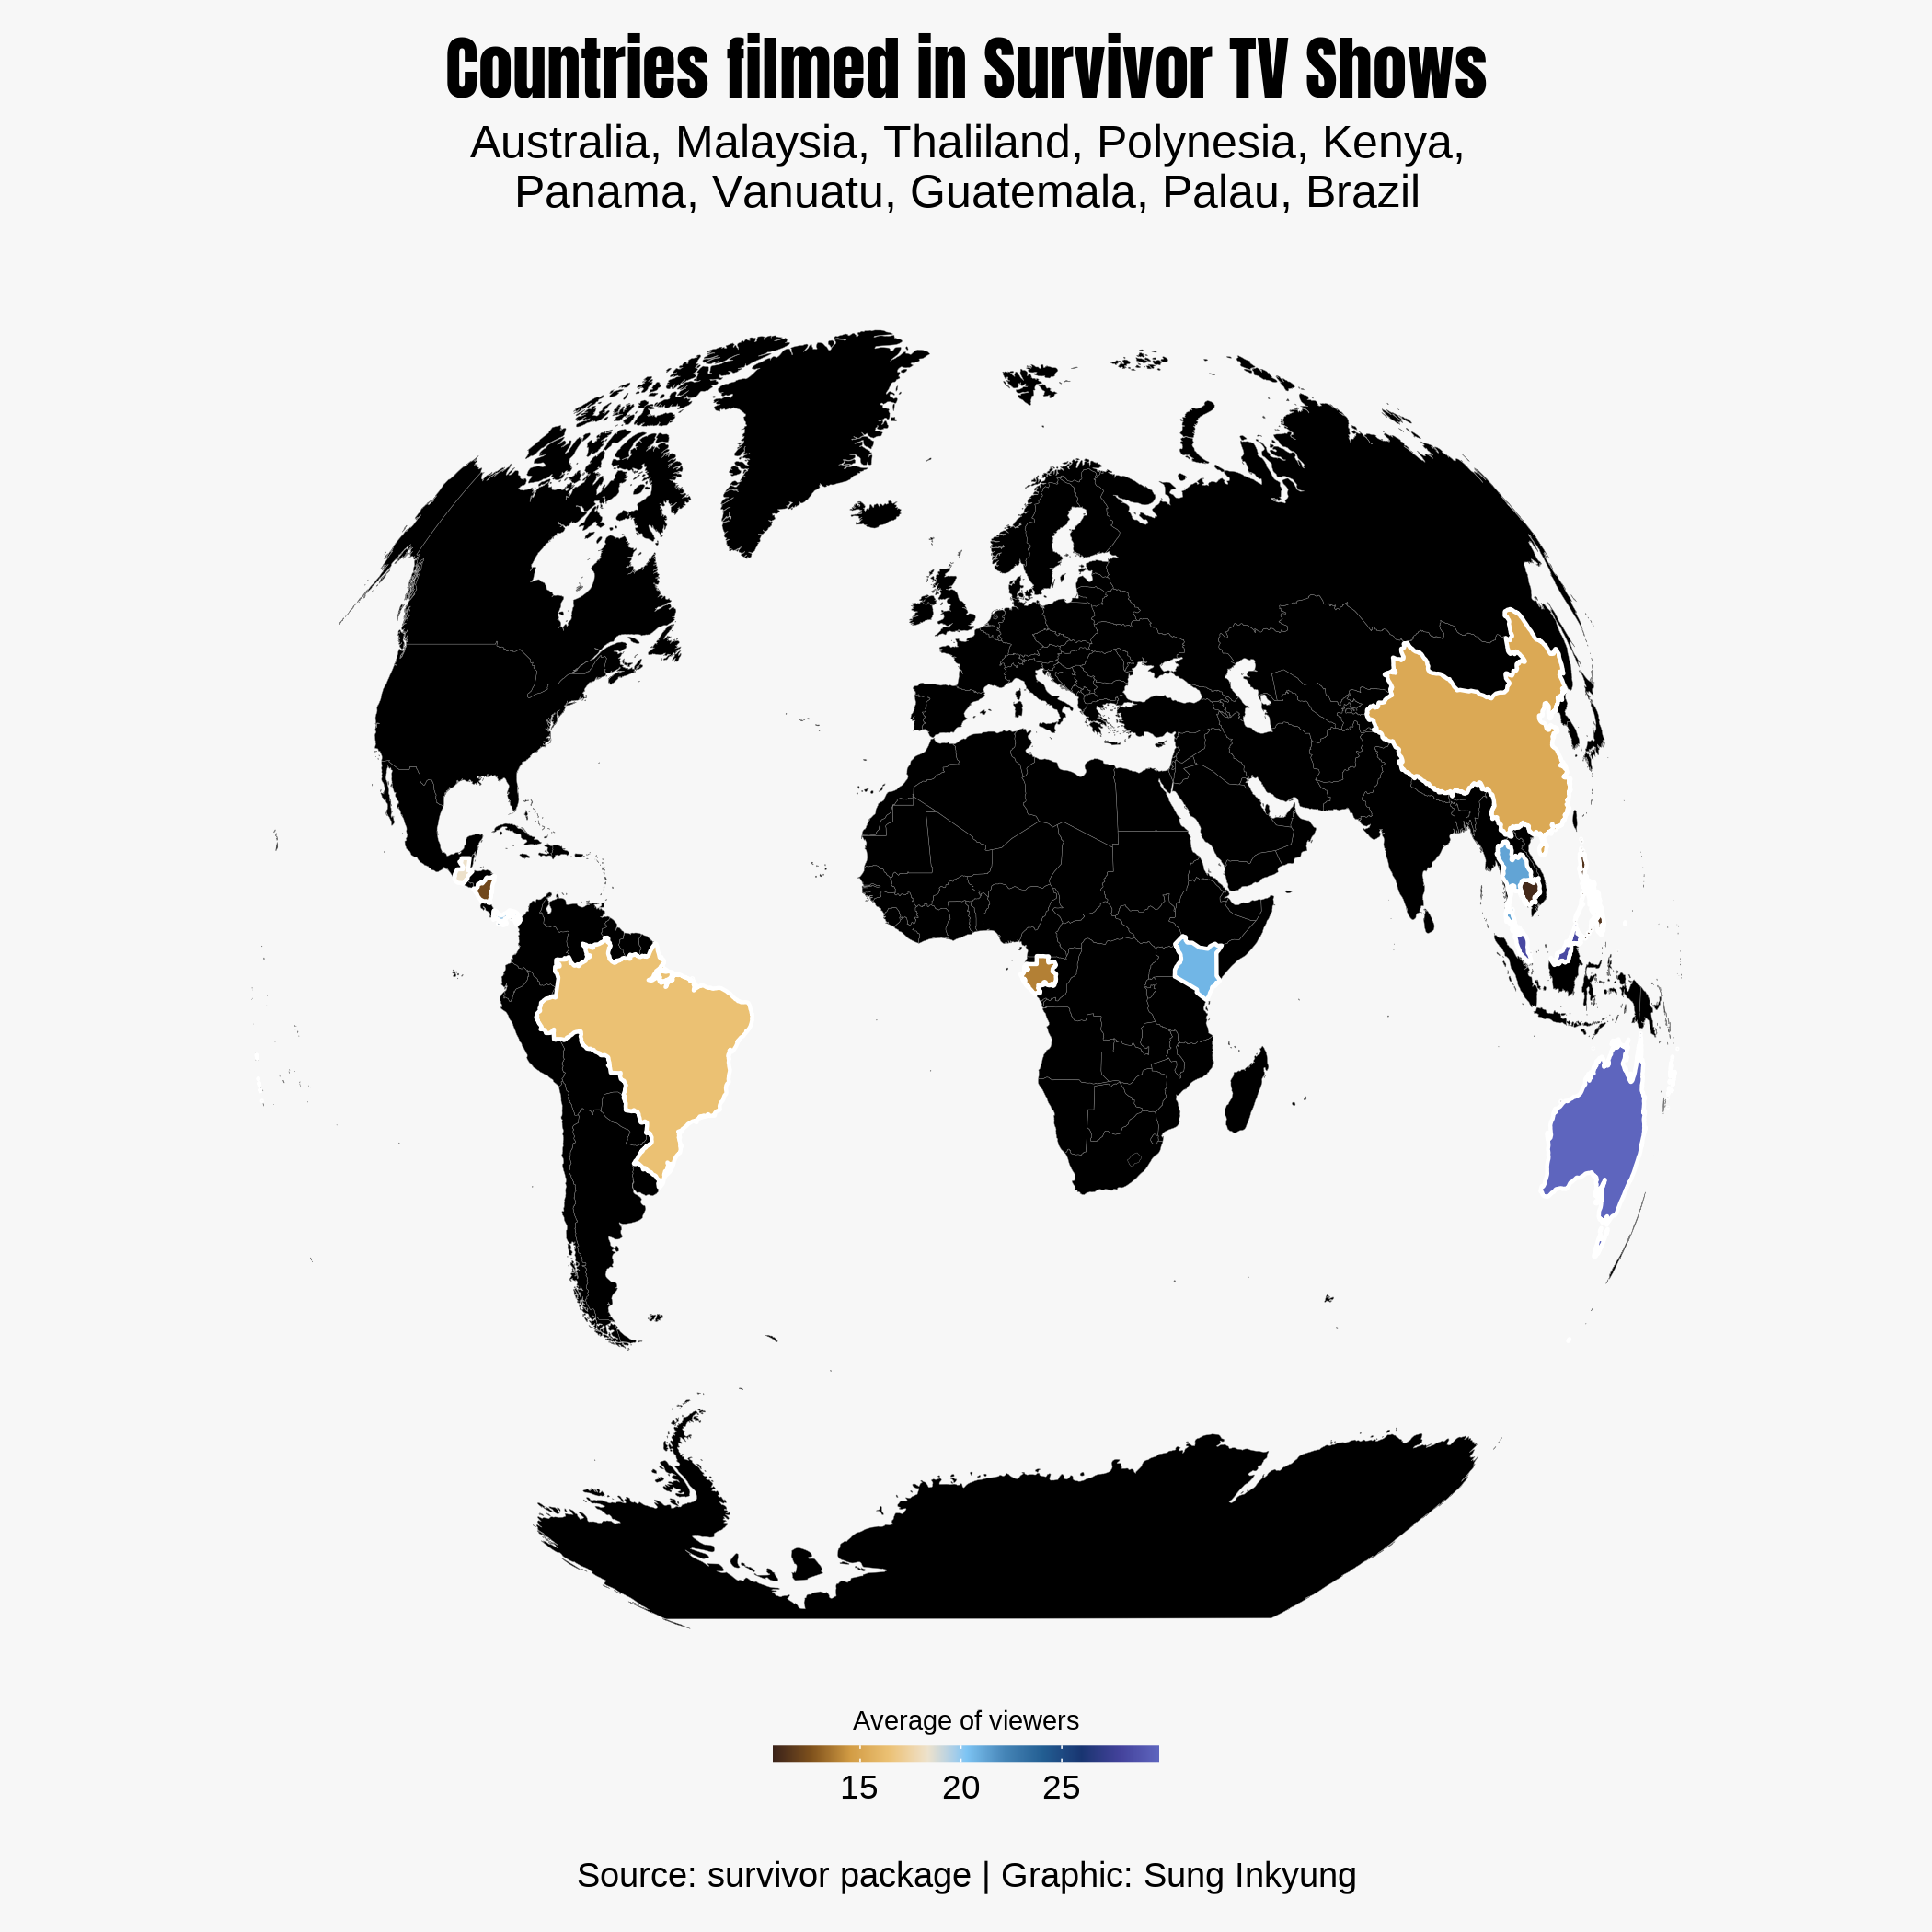 Countries filmed in Survivor TV Shows
Australia, Malaysia, Thaliland, Polynesia, Kenya,
Panama, Vanuatu, Guatemala, Palau, Brazil
Average of viewers
15 20 25
Source: survivor package | Graphic: Sung Inkyung